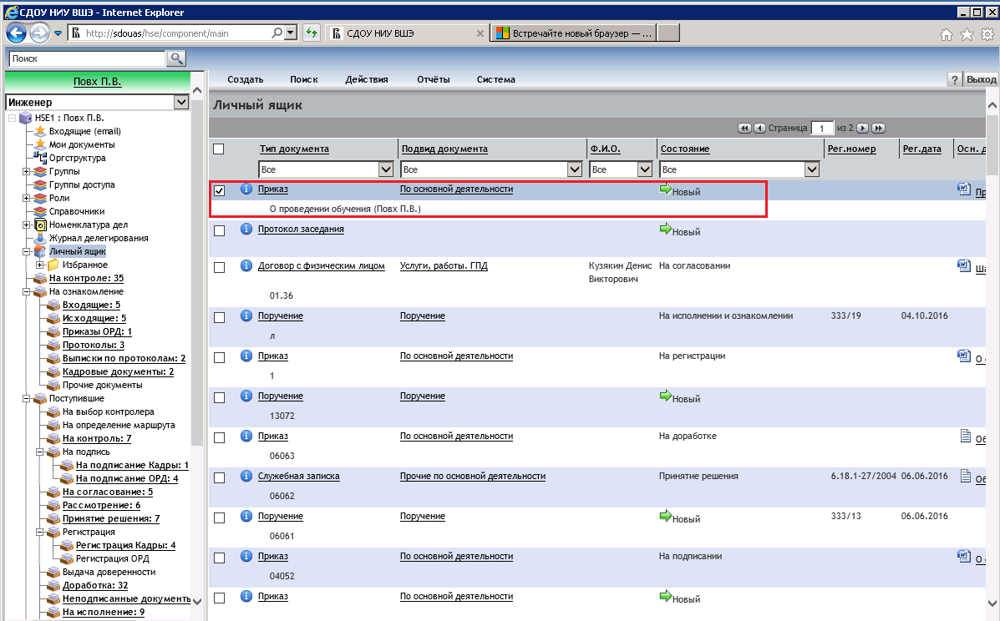 СДОУ НИУ ВШЭ - Internet Explorer
http://sdouas/hse/component/main
СДОУ НИУ ВШЭ
Встречайте новый браузер — ...
Поиск
Повх П.В.
Инженер
HSE1 : Повх П.В.
Входящие (email)
Мои документы
Оргструктура
Группы
Группы доступа
Роли
Справочники
Номенклатура дел
Журнал делегирования
Личный ящик
Избранное
На контроле: 35
На ознакомление
Входящие: 5
Исходящие: 5
Приказы ОРД: 1
Протоколы: 3
Выписки по протоколам: 2
Кадровые документы: 2
Прочие документы
Поступившие
На выбор контролера
На определение маршрута
На контроль: 7
На подпись
На подписание Кадры: 1
На подписание ОРД: 4
На согласование: 5
Рассмотрение: 6
Принятие решения: 7
Регистрация
Регистрация Кадры: 4
Регистрация ОРД
Выдача доверенности
Доработка: 32
Неподписанные документы
На исполнение: 9
Создать Поиск Действия Отчёты Система
? Выход
Личный ящик
Страница 1 из 2
Тип документа Подвид документа Ф.И.О. Состояние Рег.номер Рег.дата Осн. д
Все Все Все Все
Приказ По основной деятельности Новый Пр
О проведении обучения (Повх П.В.)
Протокол заседания Новый
Договор с физическим лицом Услуги, работы. ГПД Кузякин Денис Викторович На согласовании Ша
01.36
Поручение Поручение На исполнении и ознакомлении 333/19 04.10.2016
л
Приказ По основной деятельности На регистрации О
1
Поручение Поручение Новый
13072
Приказ По основной деятельности На доработке Об
06063
Служебная записка Прочие по основной деятельности Принятие решения 6.18.1-27/2004 06.06.2016 Об
06062
Поручение Поручение Новый 333/13 06.06.2016
06061
Приказ По основной деятельности На подписании О
04052
Приказ По основной деятельности Новый